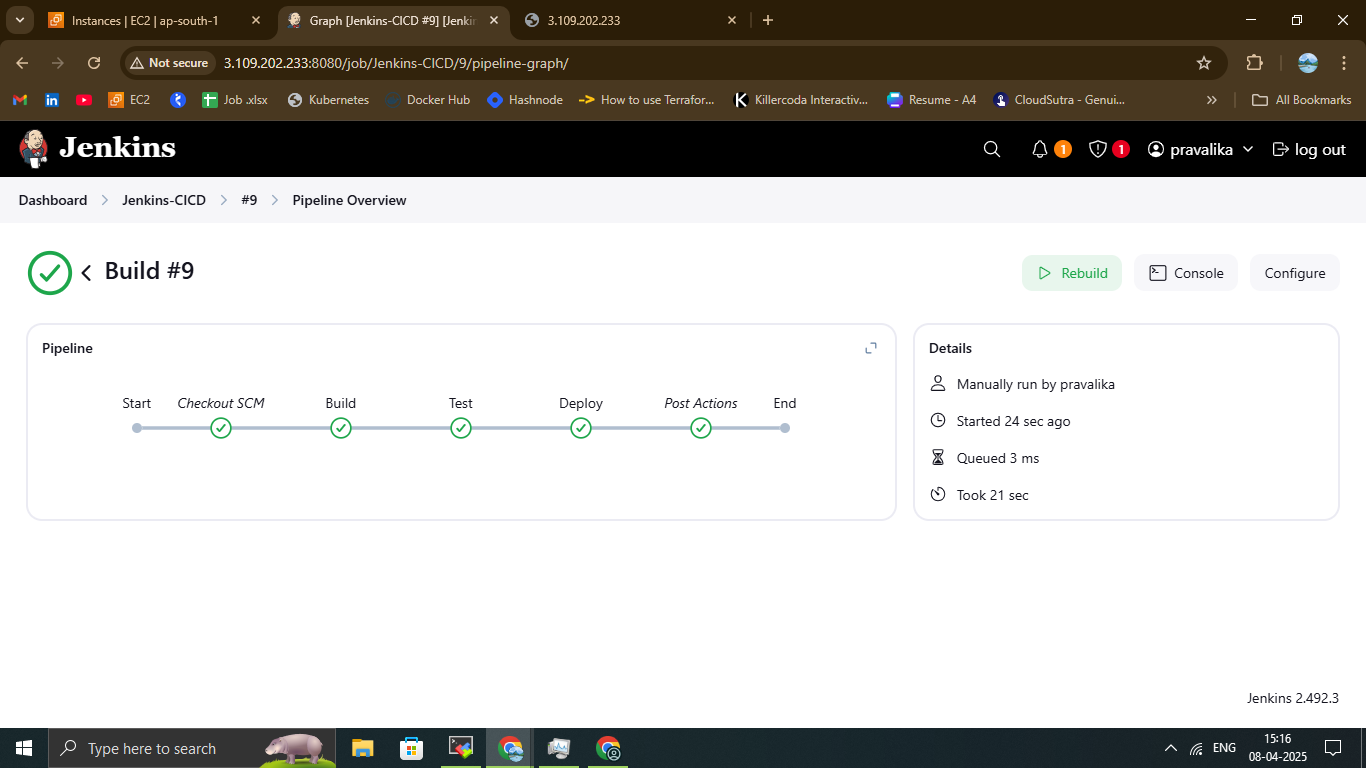 Instances | EC2 | ap-south-1
Graph [Jenkins-CICD #9] [Jenkin
3.109.202.233
Not secure
3.109.202.233:8080/job/Jenkins-CICD/9/pipeline-graph/
EC2
Job .xlsx
Kubernetes
Docker Hub
Hashnode
How to use Terrafor...
Killercoda Interactiv...
Resume - A4
CloudSutra - Genui...
All Bookmarks
Jenkins
1
1
pravalika
log out
Dashboard
Jenkins-CICD
#9
Pipeline Overview
Build #9
Rebuild
Console
Configure
Pipeline
Start
Checkout SCM
Build
Test
Deploy
Post Actions
End
Details
Manually run by pravalika
Started 24 sec ago
Queued 3 ms
Took 21 sec
Jenkins 2.492.3
Type here to search
ENG
15:16
08-04-2025